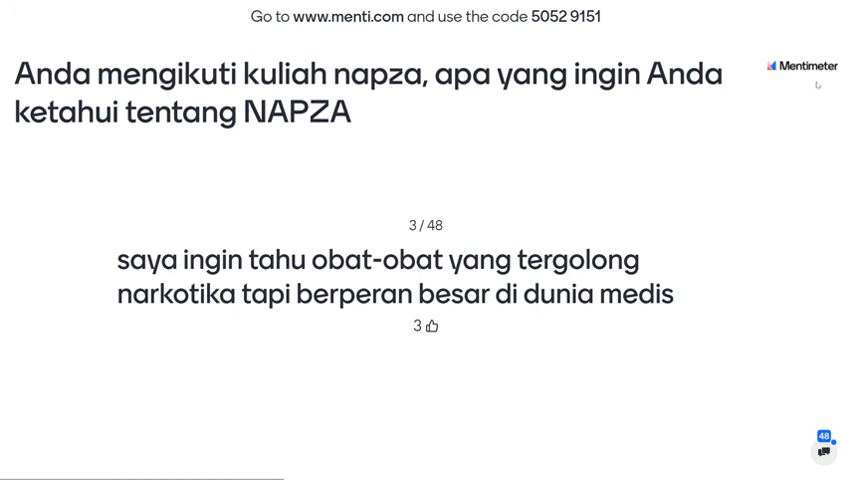 Go to www.menti.com and use the code 5052 9151
Anda mengikuti kuliah napza, apa yang ingin Anda
ketahui tentang NAPZA
Mentimeter
3 / 48
saya ingin tahu obat-obat yang tergolong
narkotika tapi berperan besar di dunia medis
3
48